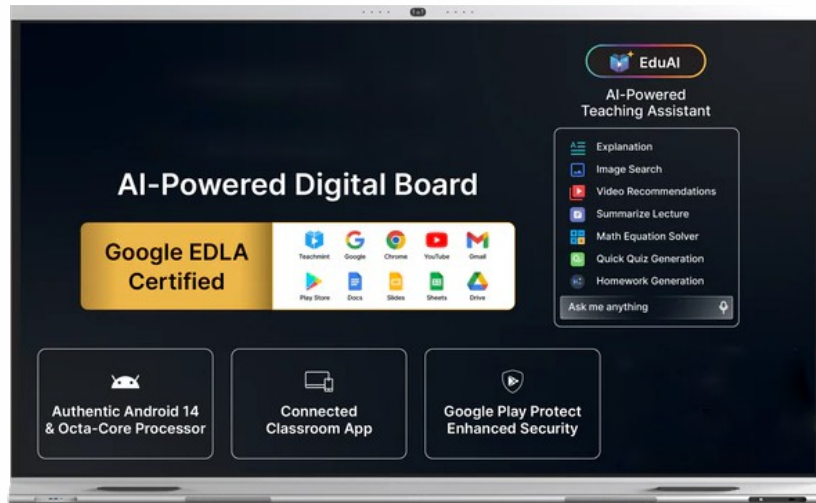 EduAI
AI-Powered
Teaching Assistant
Explanation
Image Search
Video Recommendations
Summarize Lecture
Math Equation Solver
Quick Quiz Generation
Homework Generation
Ask me anything
AI-Powered Digital Board
Google EDLA
Certified
Teachmint Google Chrome YouTube Gmail
Play Store Docs Slides Sheets Drive
Authentic Android 14
& Octa-Core Processor
Connected
Classroom App
Google Play Protect
Enhanced Security